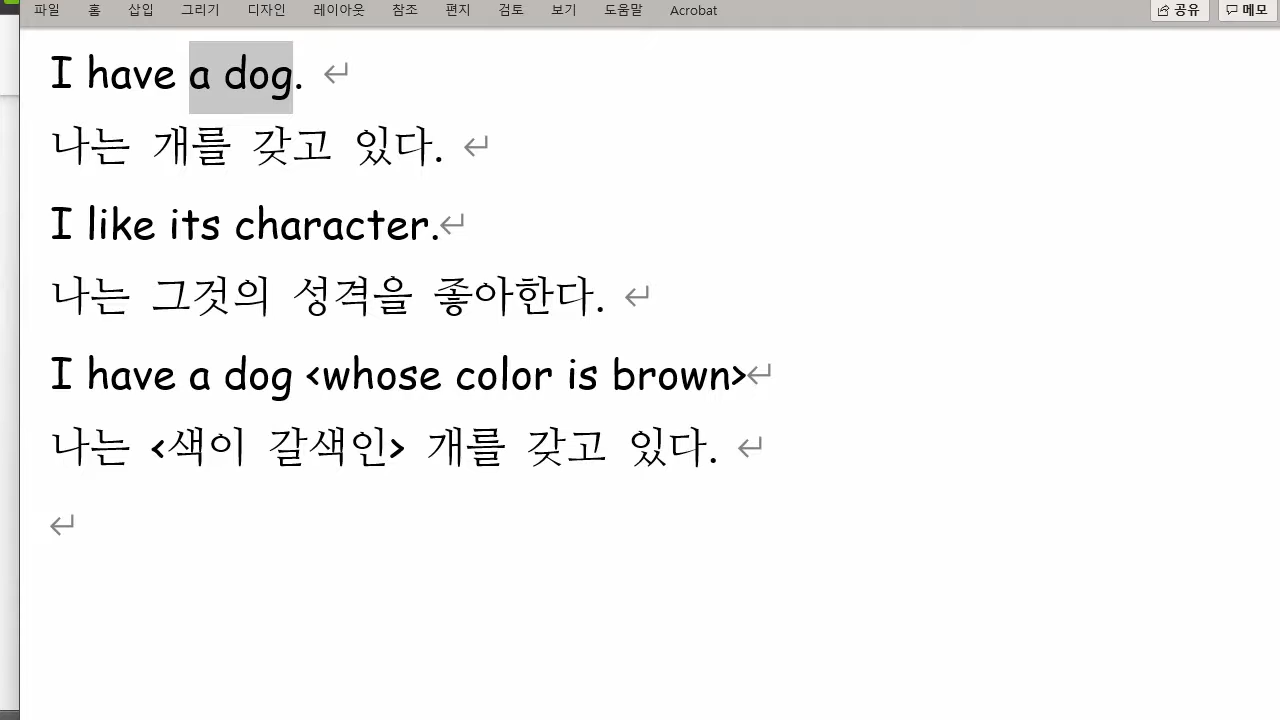 파일 홈 삽입 그리기 디자인 레이아웃 참조 편지 검토 보기 도움말 Acrobat 공유 메모
I have a dog.
나는 개를 갖고 있다.
I like its character.
나는 그것의 성격을 좋아한다.
I have a dog <whose color is brown>
나는 <색이 갈색인> 개를 갖고 있다.